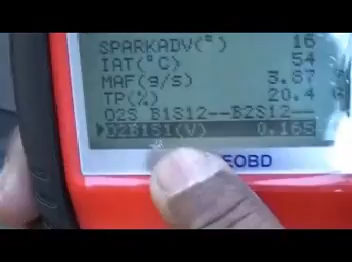 SPARKADV(°) 16
IAT(°C) 54
MAF(g/s) 3.87
TP(%) 20.4
O2S B1S12--B2S12--
O2B1S1(V) 0.165
EOBD